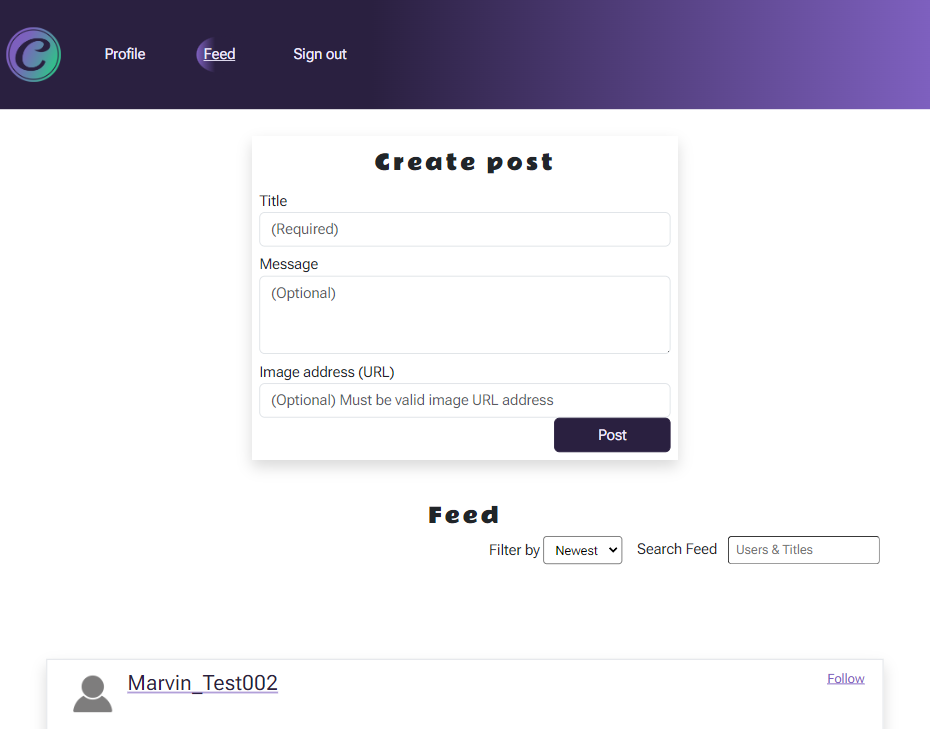 C
Profile Feed Sign out
Create post
Title
(Required)
Message
(Optional)
Image address (URL)
(Optional) Must be valid image URL address
Post
Feed
Filter by Newest Search Feed Users & Titles
Marvin_Test002 Follow